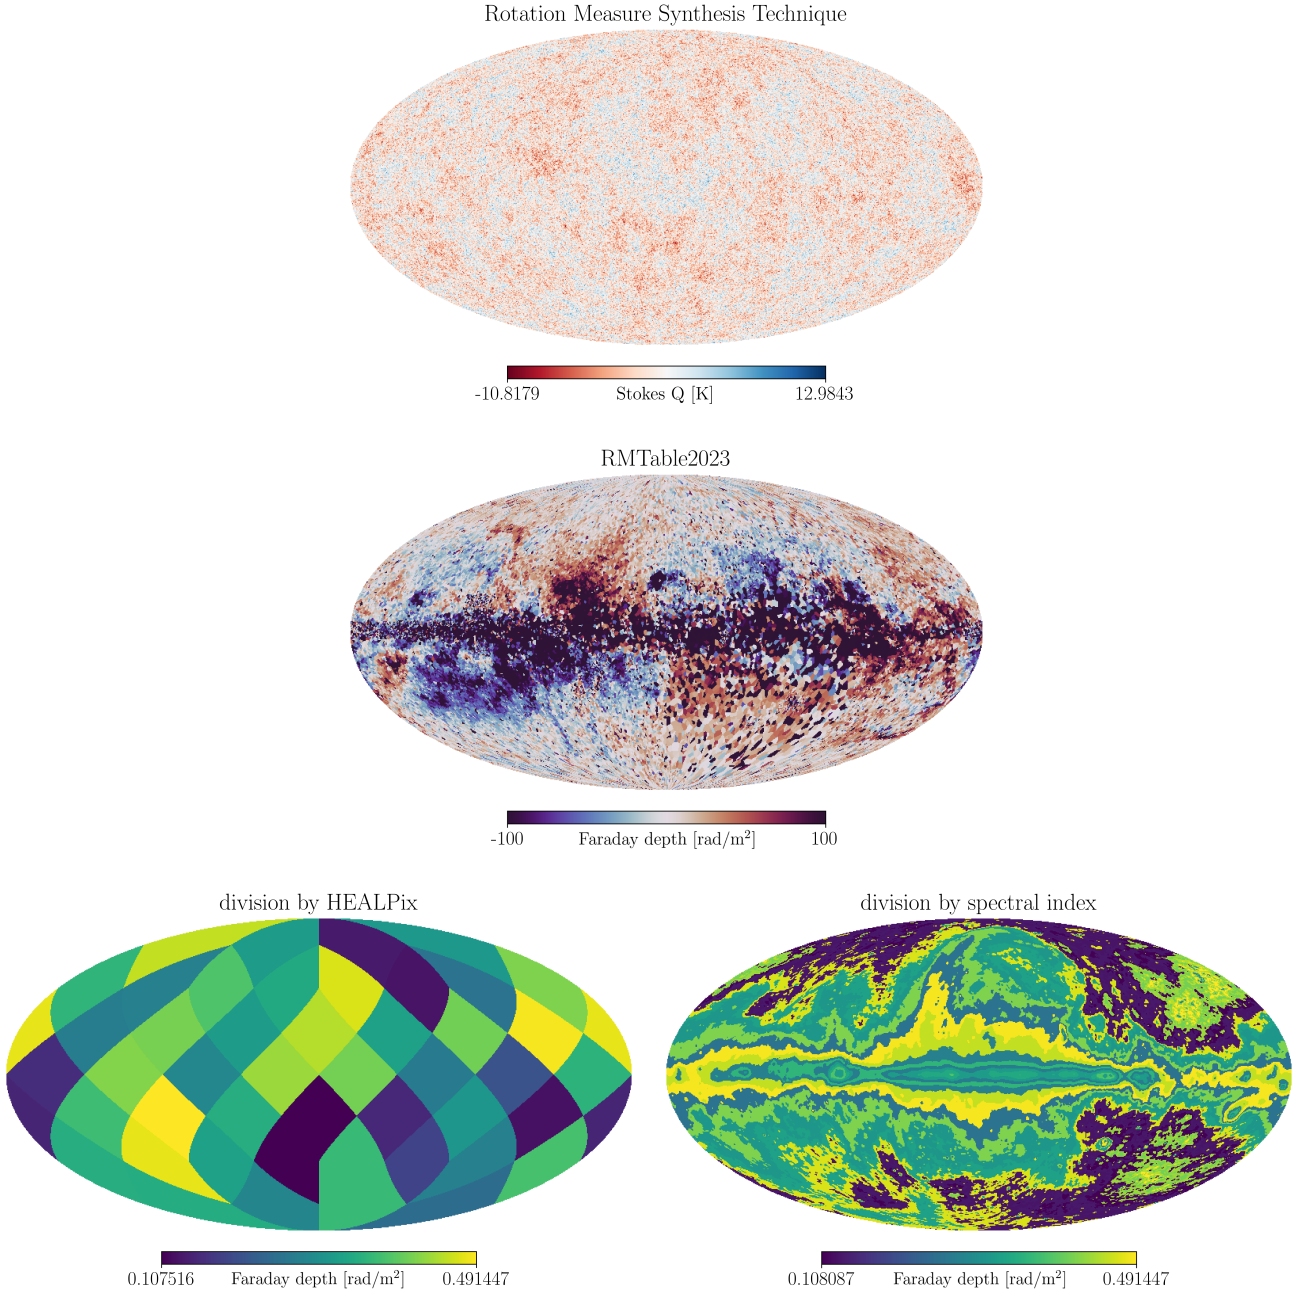 Rotation Measure Synthesis Technique
-10.8179 Stokes Q [K] 12.9843
RMTable2023
-100 Faraday depth [rad/m²] 100
division by HEALPix
0.107516 Faraday depth [rad/m²] 0.491447
division by spectral index
0.108087 Faraday depth [rad/m²] 0.491447